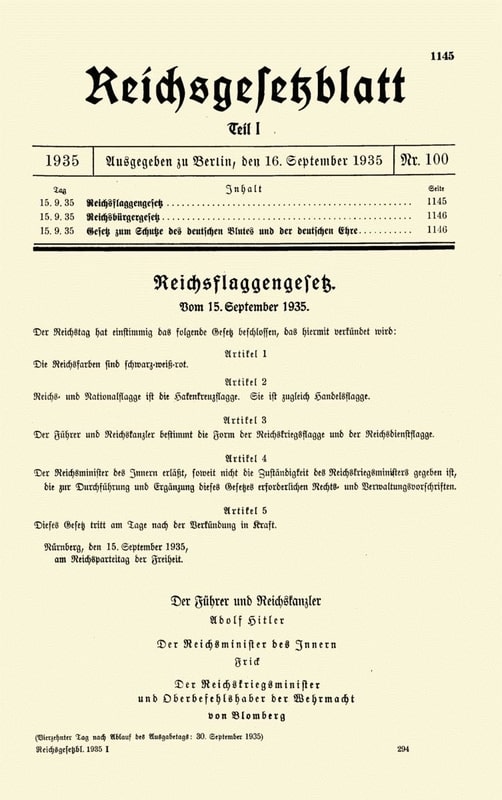 1145
Reichsgesetzblatt
Teil I
1935 Ausgegeben zu Berlin, den 16. September 1935 Nr. 100
Tag Inhalt Seite
15. 9. 35 Reichsflaggengesetz ........................................ 1145
15. 9. 35 Reichsbürgergesetz ........................................ 1146
15. 9. 35 Gesetz zum Schutze des deutschen Blutes und der deutschen Ehre ........... 1146
Reichsflaggengesetz.
Vom 15. September 1935.
Der Reichstag hat einstimmig das folgende Gesetz beschlossen, das hiermit verkündet wird:
Artikel 1
Die Reichsfarben sind schwarz-weiß-rot.
Artikel 2
Reichs- und Nationalflagge ist die Hakenkreuzflagge. Sie ist zugleich Handelsflagge.
Artikel 3
Der Führer und Reichskanzler bestimmt die Form der Reichskriegsflagge und der Reichsdienstflagge.
Artikel 4
Der Reichsminister des Innern erläßt, soweit nicht die Zuständigkeit des Reichskriegsministers gegeben ist,
die zur Durchführung und Ergänzung dieses Gesetzes erforderlichen Rechts- und Verwaltungsvorschriften.
Artikel 5
Dieses Gesetz tritt am Tage nach der Verkündung in Kraft.
Nürnberg, den 15. September 1935,
am Reichsparteitag der Freiheit.
Der Führer und Reichskanzler
Adolf Hitler
Der Reichsminister des Innern
Frick
Der Reichskriegsminister
und Oberbefehlshaber der Wehrmacht
von Blomberg
(Vierzehnter Tag nach Ablauf des Ausgabetags: 30. September 1935)
Reichsgesetzbl. 1935 I 294